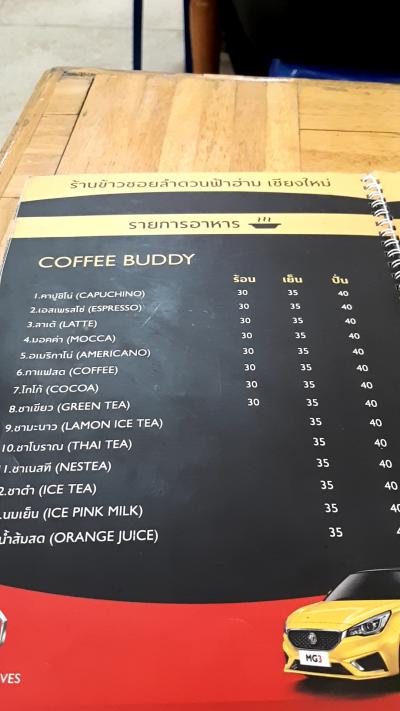 ร้านข้าวซอยลำดวนฟ้าฮ่าม เชียงใหม่
รายการอาหาร
COFFEE BUDDY
ร้อน เย็น ปั่น
1.คาปูชิโน่ (CAPUCHINO) 30 35 40
2.เอสเพรสโซ่ (ESPRESSO) 30 35 40
3.ลาเต้ (LATTE) 30 35 40
4.มอคค่า (MOCCA) 30 35 40
5.อเมริกาโน่ (AMERICANO) 30 35 40
6.กาแฟสด (COFFEE) 30 35 40
7.โกโก้ (COCOA) 30 35 40
8.ชาเขียว (GREEN TEA) 30 35 40
9.ชามะนาว (LAMON ICE TEA) 35 40
10.ชาโบราณ (THAI TEA) 35 40
1.ชาเนสที (NESTEA) 35 40
2.ชาดำ (ICE TEA) 35 40
.นมเย็น (ICE PINK MILK) 35 40
น้ำส้มสด (ORANGE JUICE) 35
MG3
VES